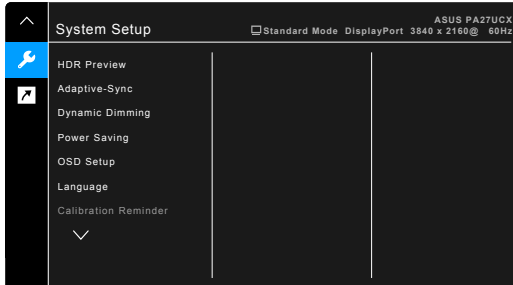 ASUS PA27UCX
System Setup
Standard Mode DisplayPort 3840 x 2160@ 60Hz
HDR Preview
Adaptive-Sync
Dynamic Dimming
Power Saving
OSD Setup
Language
Calibration Reminder